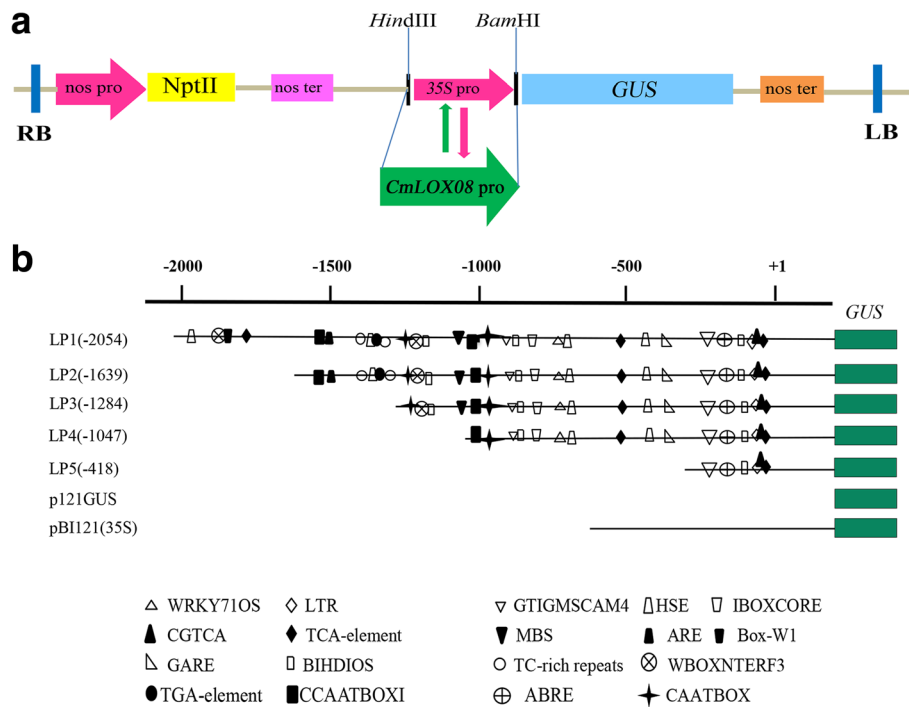 a
HindIII BamHI
nos pro NptII nos ter 35S pro GUS nos ter
RB LB
CmLOX08 pro
b
-2000 -1500 -1000 -500 +1
GUS
LP1(-2054)
LP2(-1639)
LP3(-1284)
LP4(-1047)
LP5(-418)
p121GUS
pBI121(35S)
WRKY71OS LTR GTIGMSCAM4 HSE IBOXCORE
CGTCA TCA-element MBS ARE Box-W1
GARE BIHDIOS TC-rich repeats WBOXNTERF3
TGA-element CCAATBOXI ABRE CAATBOX